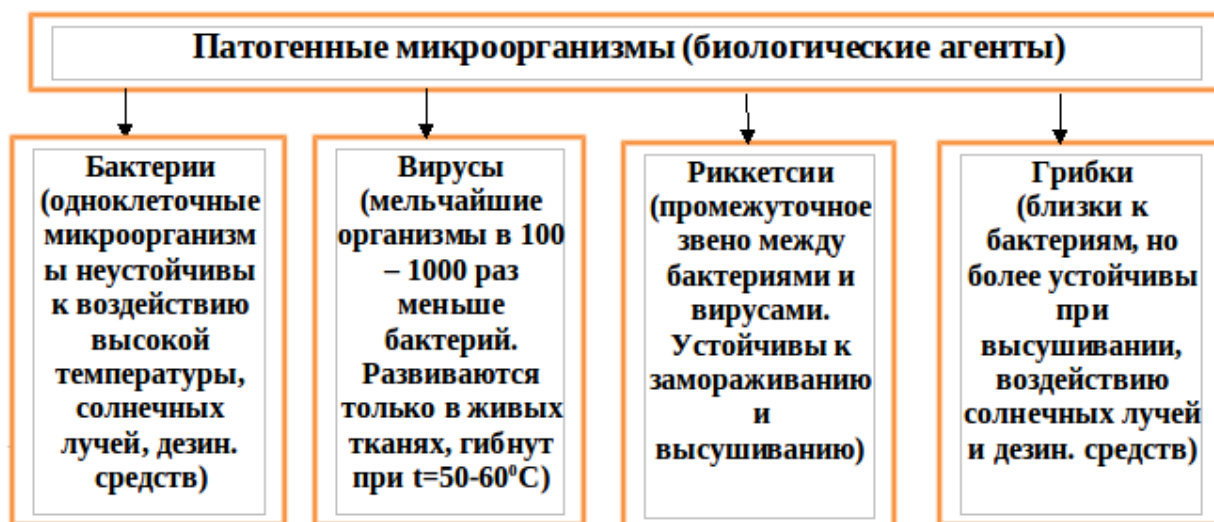 Патогенные микроорганизмы (биологические агенты)
Бактерии
(одноклеточные
микроорганизм
ы неустойчивы
к воздействию
высокой
температуры,
солнечных
лучей, дезин.
средств)
Вирусы
(мельчайшие
организмы в 100
– 1000 раз
меньше
бактерий.
Развиваются
только в живых
тканях, гибнут
при t=50-60⁰С)
Риккетсии
(промежуточное
звено между
бактериями и
вирусами.
Устойчивы к
замораживанию
и
высушиванию)
Грибки
(близки к
бактериям, но
более устойчивы
при
высушивании,
воздействию
солнечных лучей
и дезин. средств)